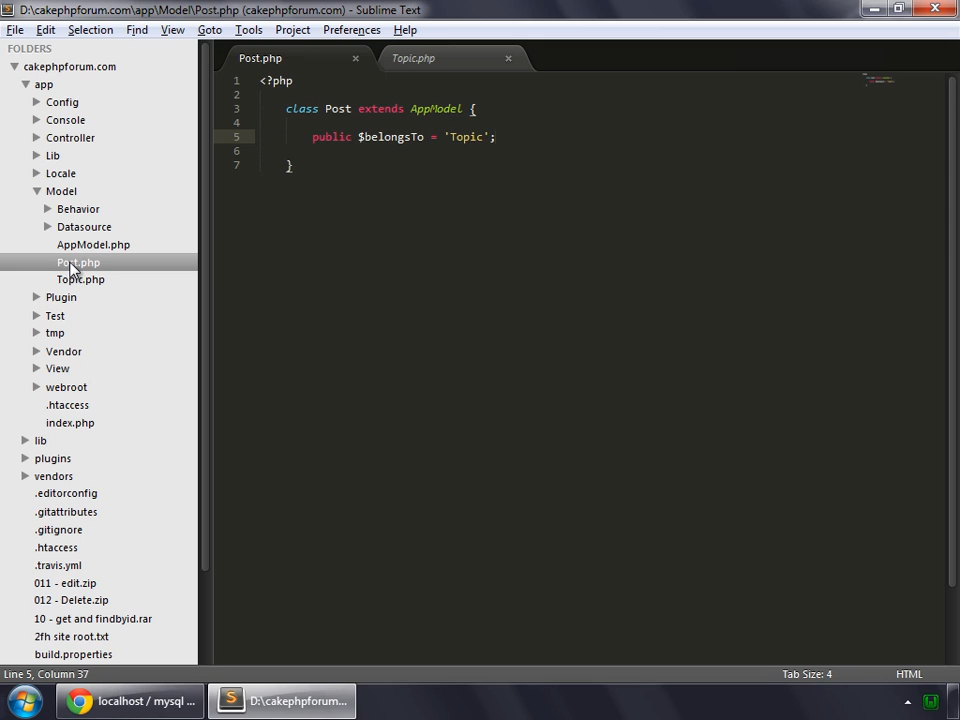 D:\cakephpforum.com\app\Model\Post.php (cakephpforum.com) - Sublime Text
File Edit Selection Find View Goto Tools Project Preferences Help
FOLDERS
cakephpforum.com
app
Config
Console
Controller
Lib
Locale
Model
Behavior
Datasource
AppModel.php
Post.php
Topic.php
Plugin
Test
tmp
Vendor
View
webroot
.htaccess
index.php
lib
plugins
vendors
.editorconfig
.gitattributes
.gitignore
.htaccess
.travis.yml
011 - edit.zip
012 - Delete.zip
10 - get and findbyid.rar
2fh site root.txt
build.properties
Post.php × Topic.php ×
1 <?php
2
3 class Post extends AppModel {
4
5 public $belongsTo = 'Topic';
6
7 }
Line 5, Column 37 Tab Size: 4 HTML
localhost / mysql ... D:\cakephpforum...